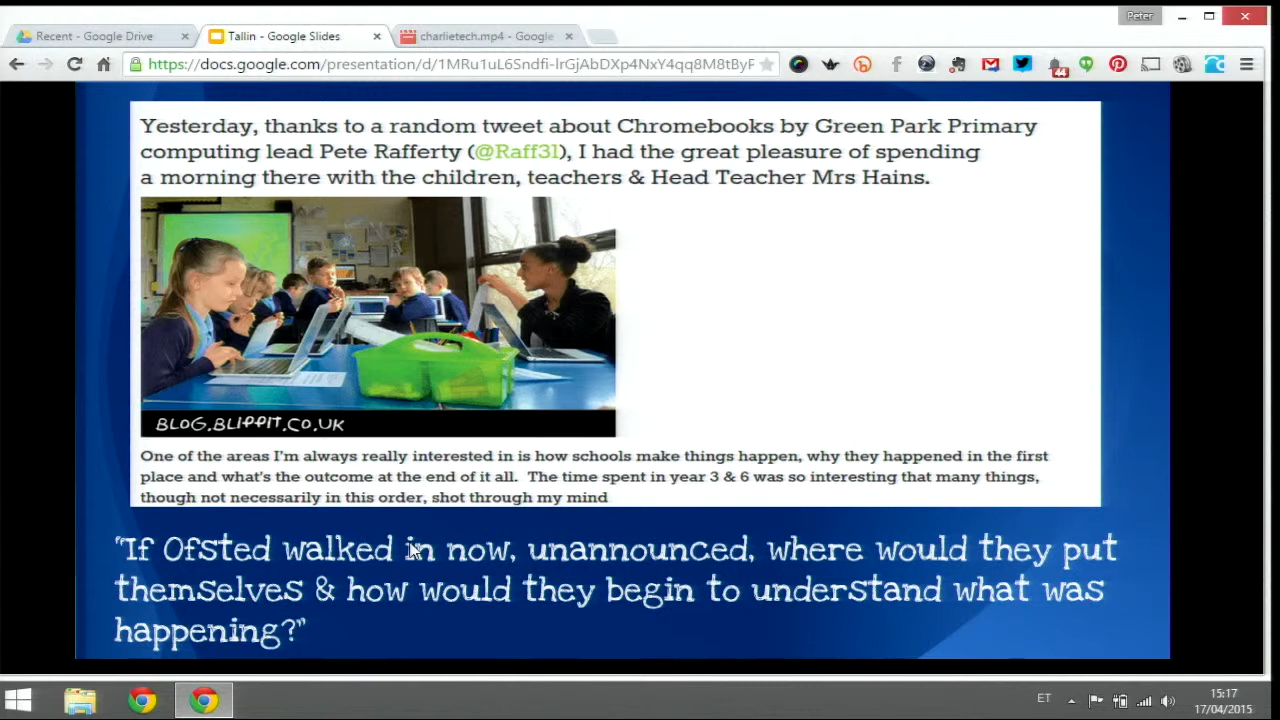 Peter
Recent - Google Drive
Tallin - Google Slides
charlietech.mp4 - Google
https://docs.google.com/presentation/d/1MRu1uL6Sndfi-IrGjAbDXp4NxY4qq8M8tByF
44
Yesterday, thanks to a random tweet about Chromebooks by Green Park Primary
computing lead Pete Rafferty (@Raff31), I had the great pleasure of spending
a morning there with the children, teachers & Head Teacher Mrs Hains.
BLOG.BLIPPIT.CO.UK
One of the areas I'm always really interested in is how schools make things happen, why they happened in the first
place and what's the outcome at the end of it all. The time spent in year 3 & 6 was so interesting that many things,
though not necessarily in this order, shot through my mind
"If Ofsted walked in now, unannounced, where would they put
themselves & how would they begin to understand what was
happening?"
ET
15:17
17/04/2015